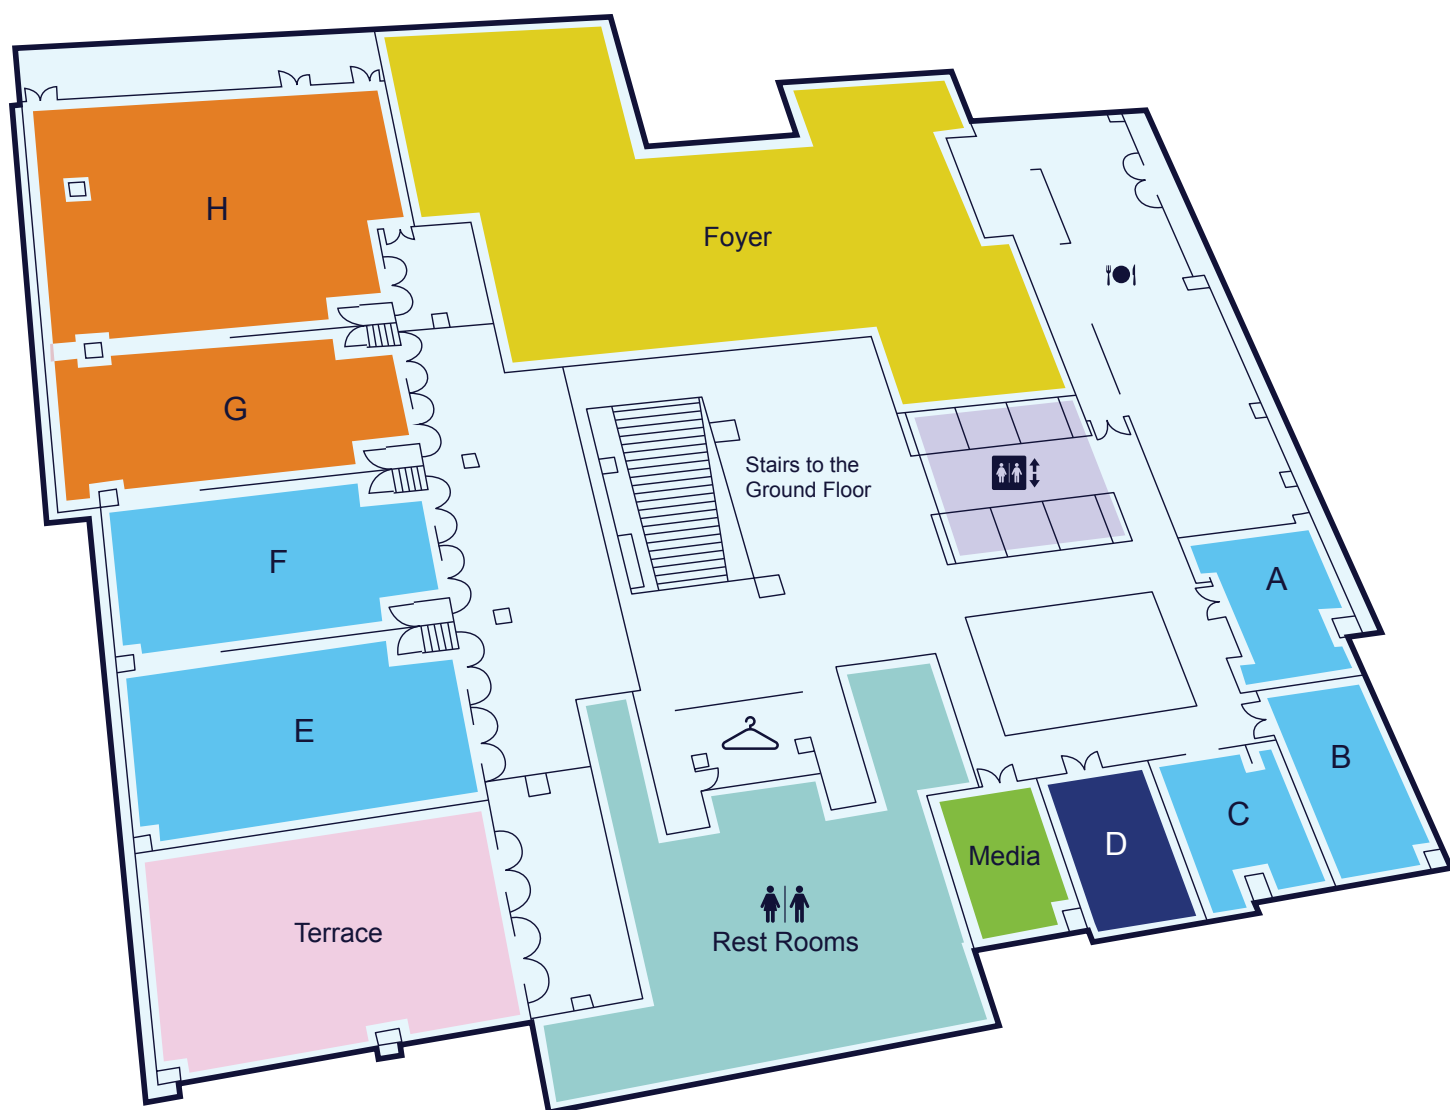 H
Foyer
G
Stairs to the
Ground Floor
F
A
E
B
C
D
Media
Terrace
Rest Rooms